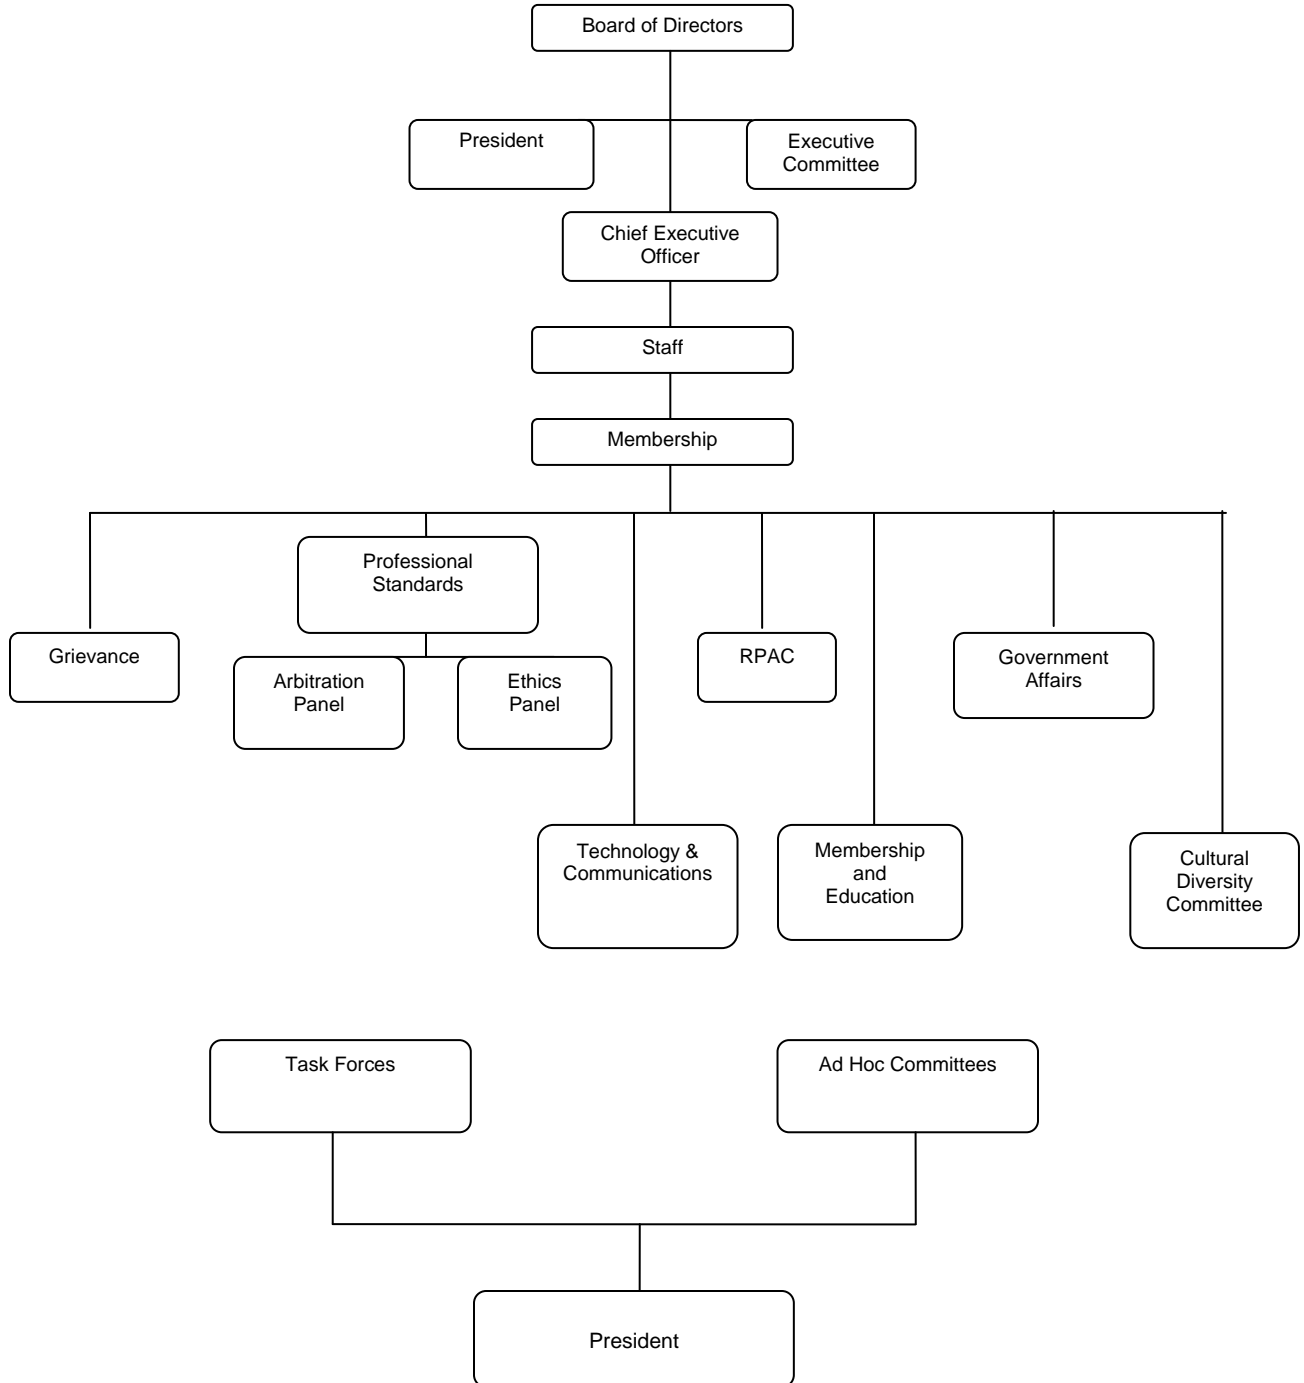 Board of Directors
President
Executive
Committee
Chief Executive
Officer
Staff
Membership
Professional
Standards
Grievance
Arbitration
Panel
Ethics
Panel
RPAC
Government
Affairs
Technology &
Communications
Membership
and
Education
Cultural
Diversity
Committee
Task Forces
Ad Hoc Committees
President